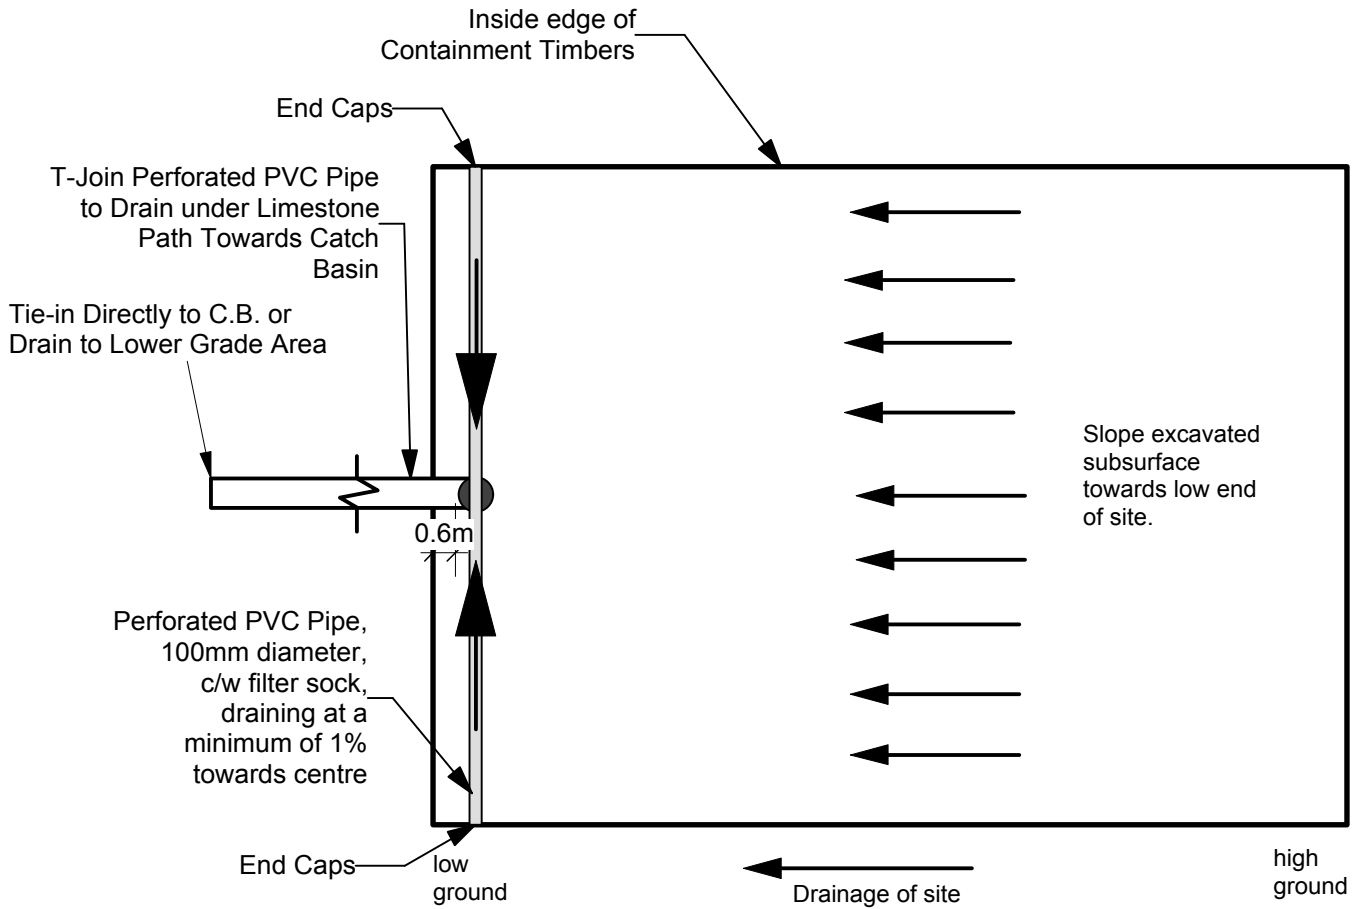 Inside edge of
Containment Timbers
End Caps
T-Join Perforated PVC Pipe
to Drain under Limestone
Path Towards Catch
Basin
Tie-in Directly to C.B. or
Drain to Lower Grade Area
Slope excavated
subsurface
towards low end
of site.
0.6m
Perforated PVC Pipe,
100mm diameter,
c/w filter sock,
draining at a
minimum of 1%
towards centre
End Caps
low
ground
Drainage of site
high
ground